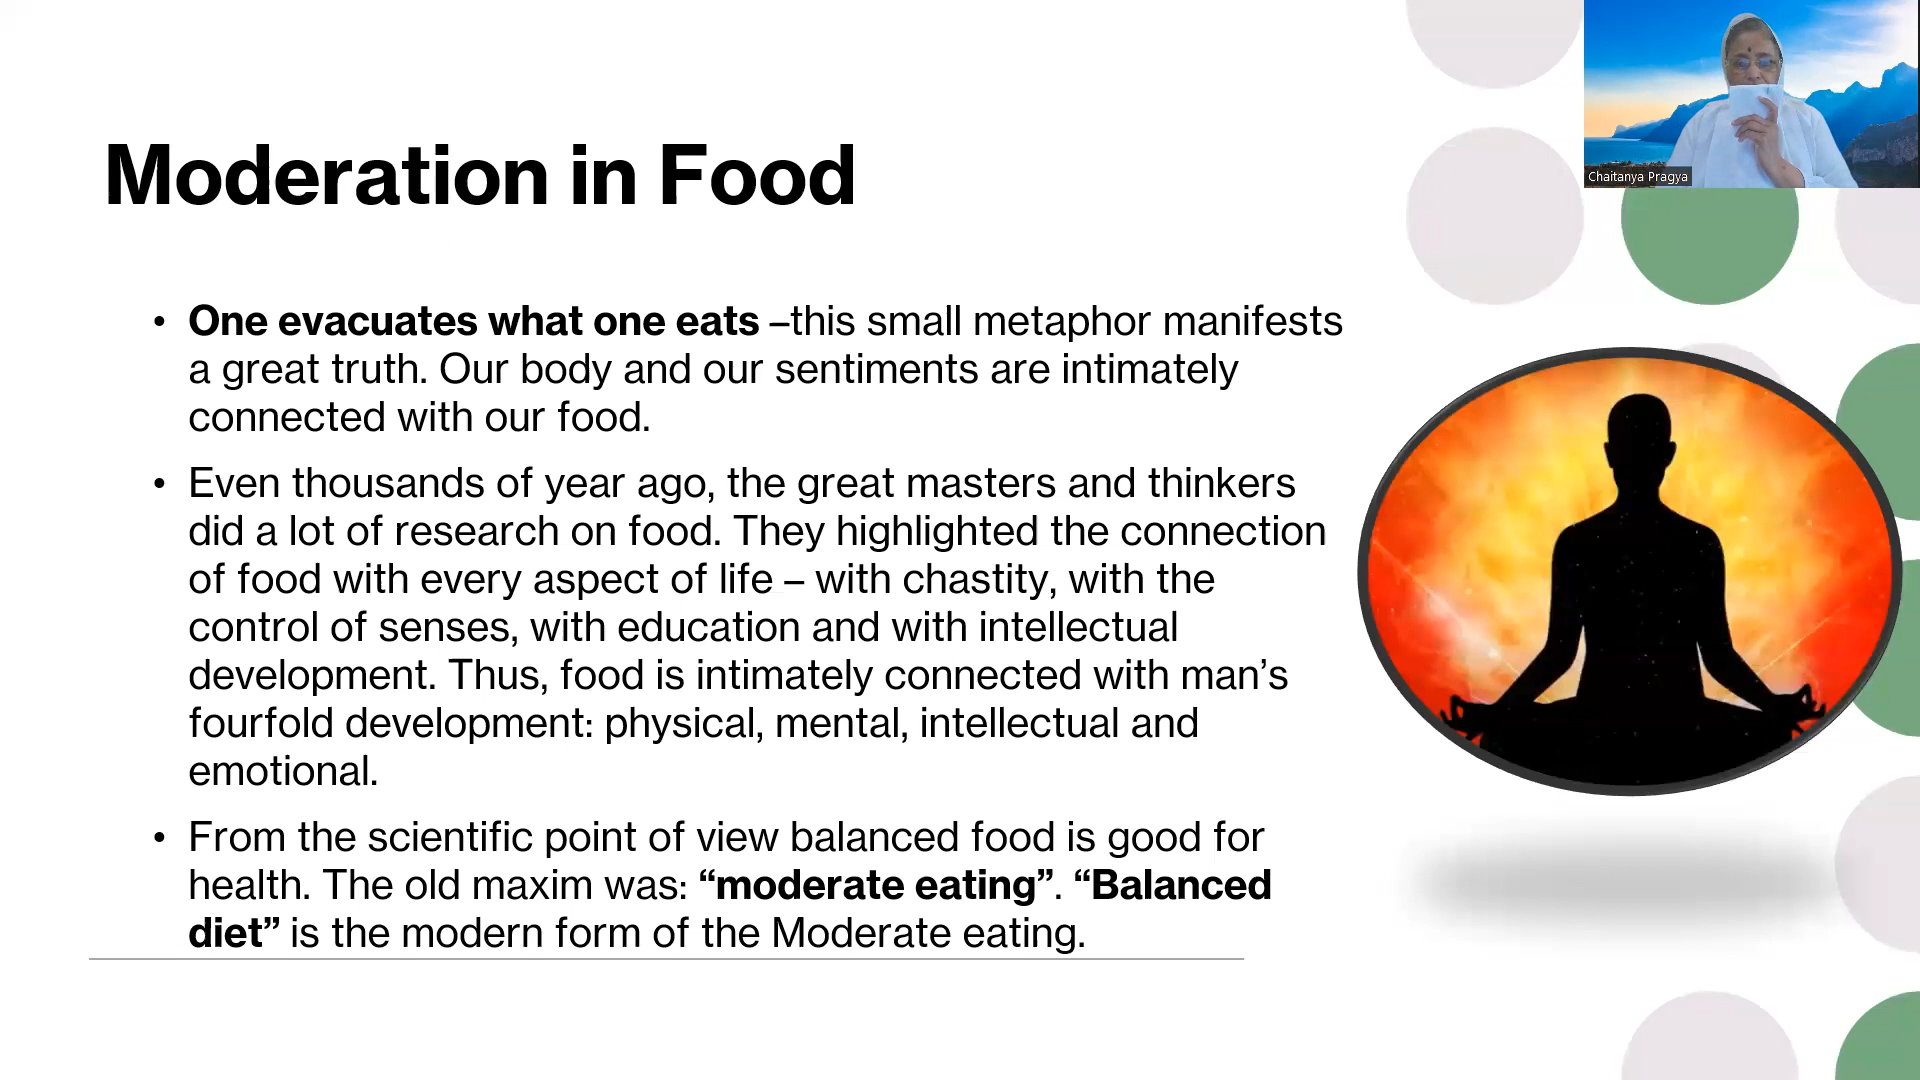 Chaitanya Pragya
Moderation in Food
• One evacuates what one eats –this small metaphor manifests
a great truth. Our body and our sentiments are intimately
connected with our food.
• Even thousands of year ago, the great masters and thinkers
did a lot of research on food. They highlighted the connection
of food with every aspect of life – with chastity, with the
control of senses, with education and with intellectual
development. Thus, food is intimately connected with man’s
fourfold development: physical, mental, intellectual and
emotional.
• From the scientific point of view balanced food is good for
health. The old maxim was: “moderate eating”. “Balanced
diet” is the modern form of the Moderate eating.